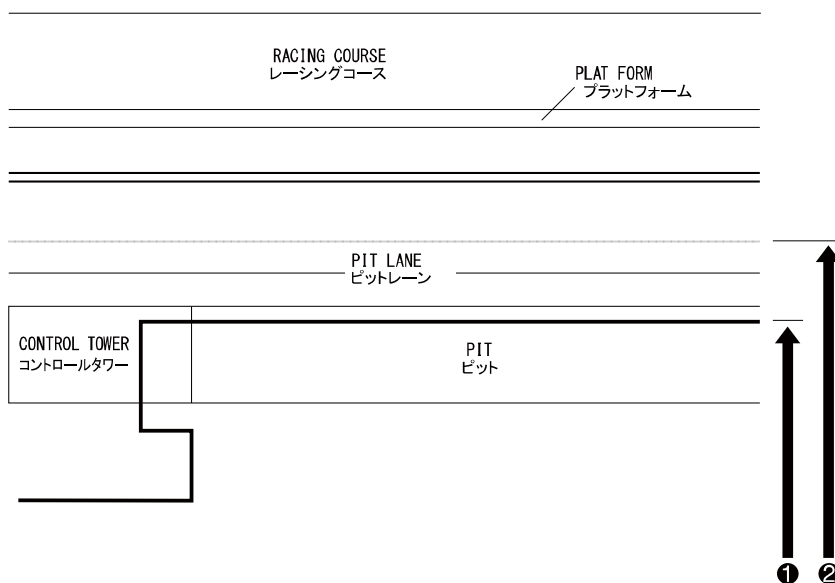 RACING COURSE
レーシングコース
PLAT FORM
プラットフォーム
PIT LANE
ピットレーン
CONTROL TOWER
コントロールタワー
PIT
ピット
❶ ❷